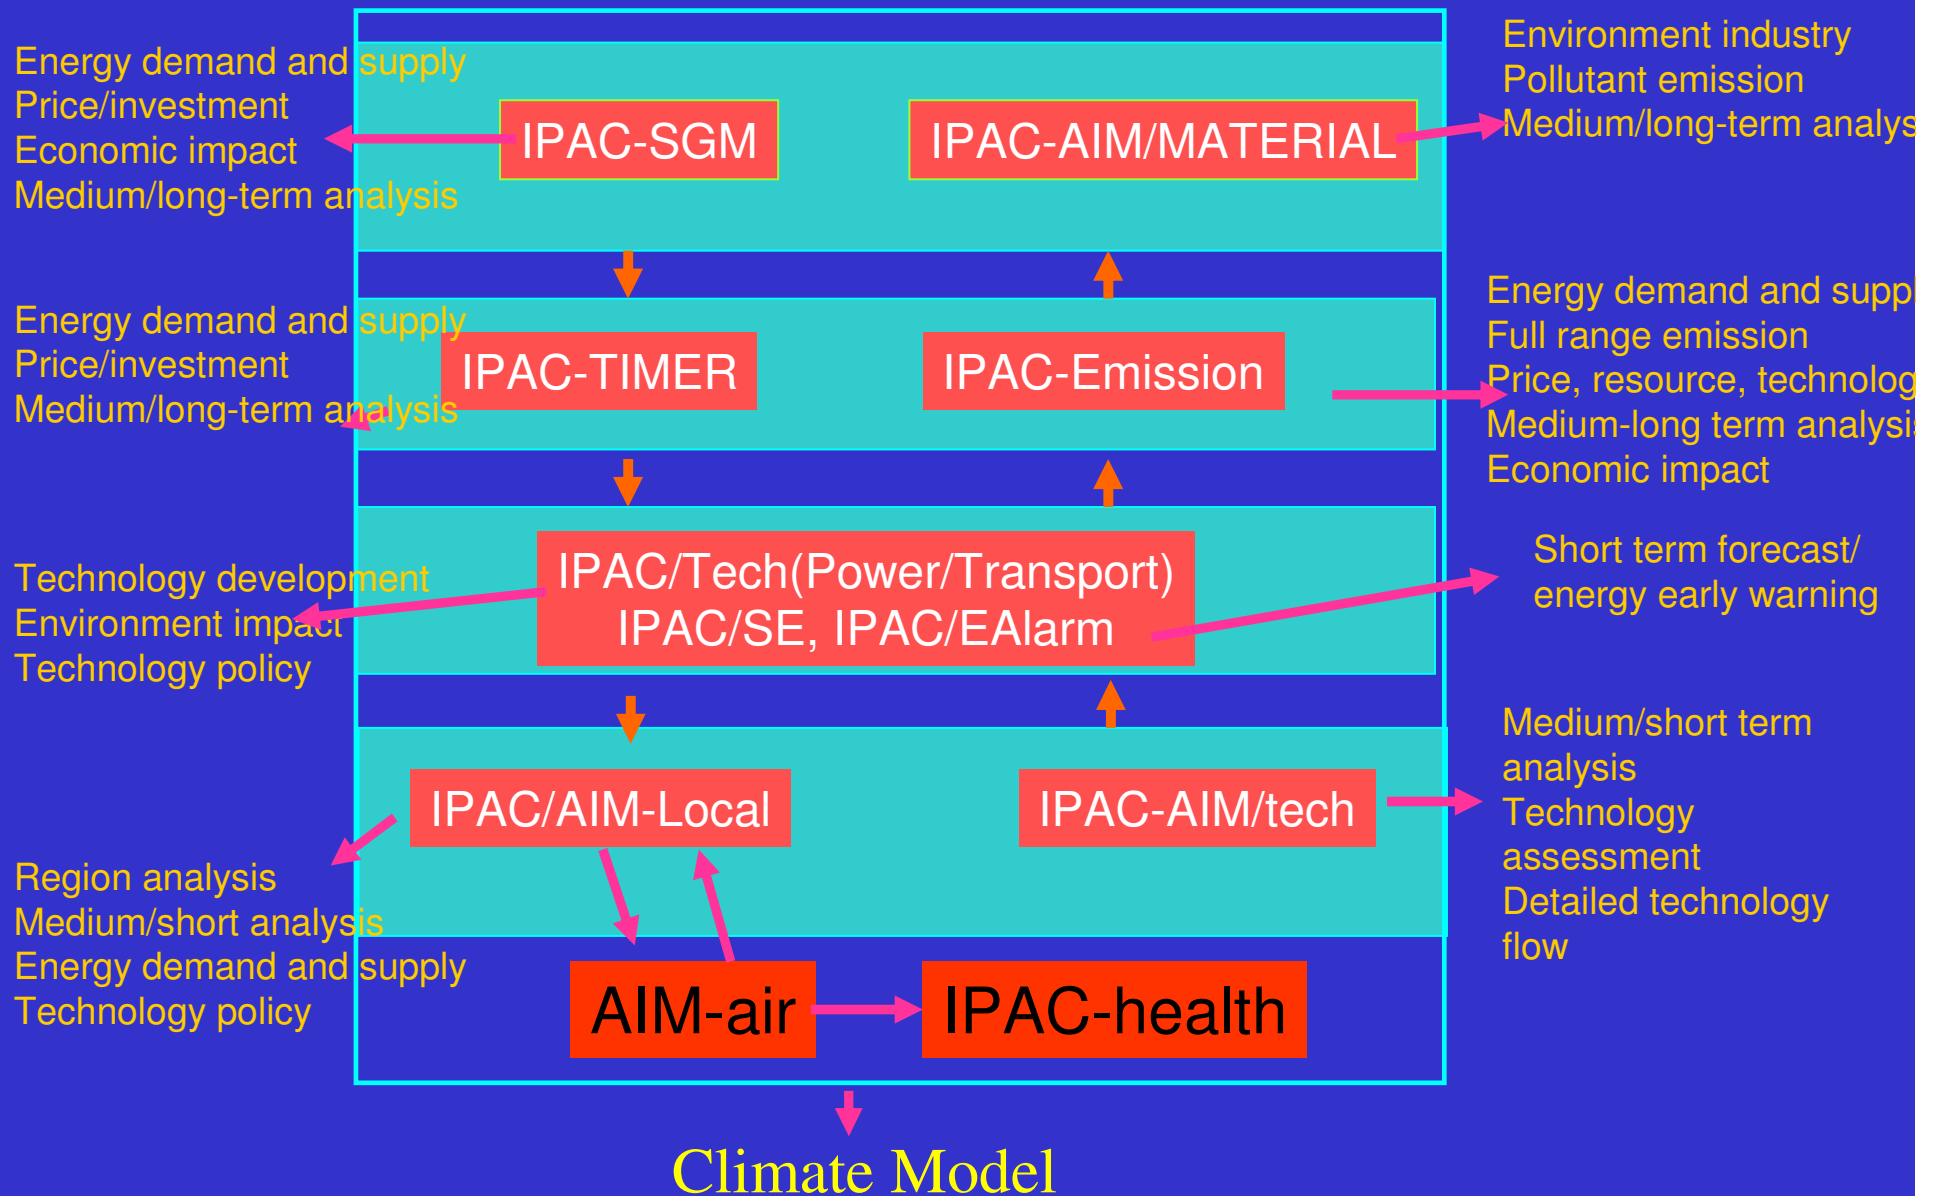 Energy demand and supply
Price/investment
Economic impact
Medium/long-term analysis
IPAC-SGM
IPAC-AIM/MATERIAL
Environment industry
Pollutant emission
Medium/long-term analys
Energy demand and supply
Price/investment
Medium/long-term analysis
IPAC-TIMER
IPAC-Emission
Energy demand and supp
Full range emission
Price, resource, technolog
Medium-long term analysis
Economic impact
Technology development
Environment impact
Technology policy
IPAC/Tech(Power/Transport)
IPAC/SE, IPAC/EAlarm
Short term forecast/
energy early warning
Region analysis
Medium/short analysis
Energy demand and supply
Technology policy
IPAC/AIM-Local
IPAC-AIM/tech
Medium/short term
analysis
Technology
assessment
Detailed technology
flow
AIM-air
IPAC-health
Climate Model